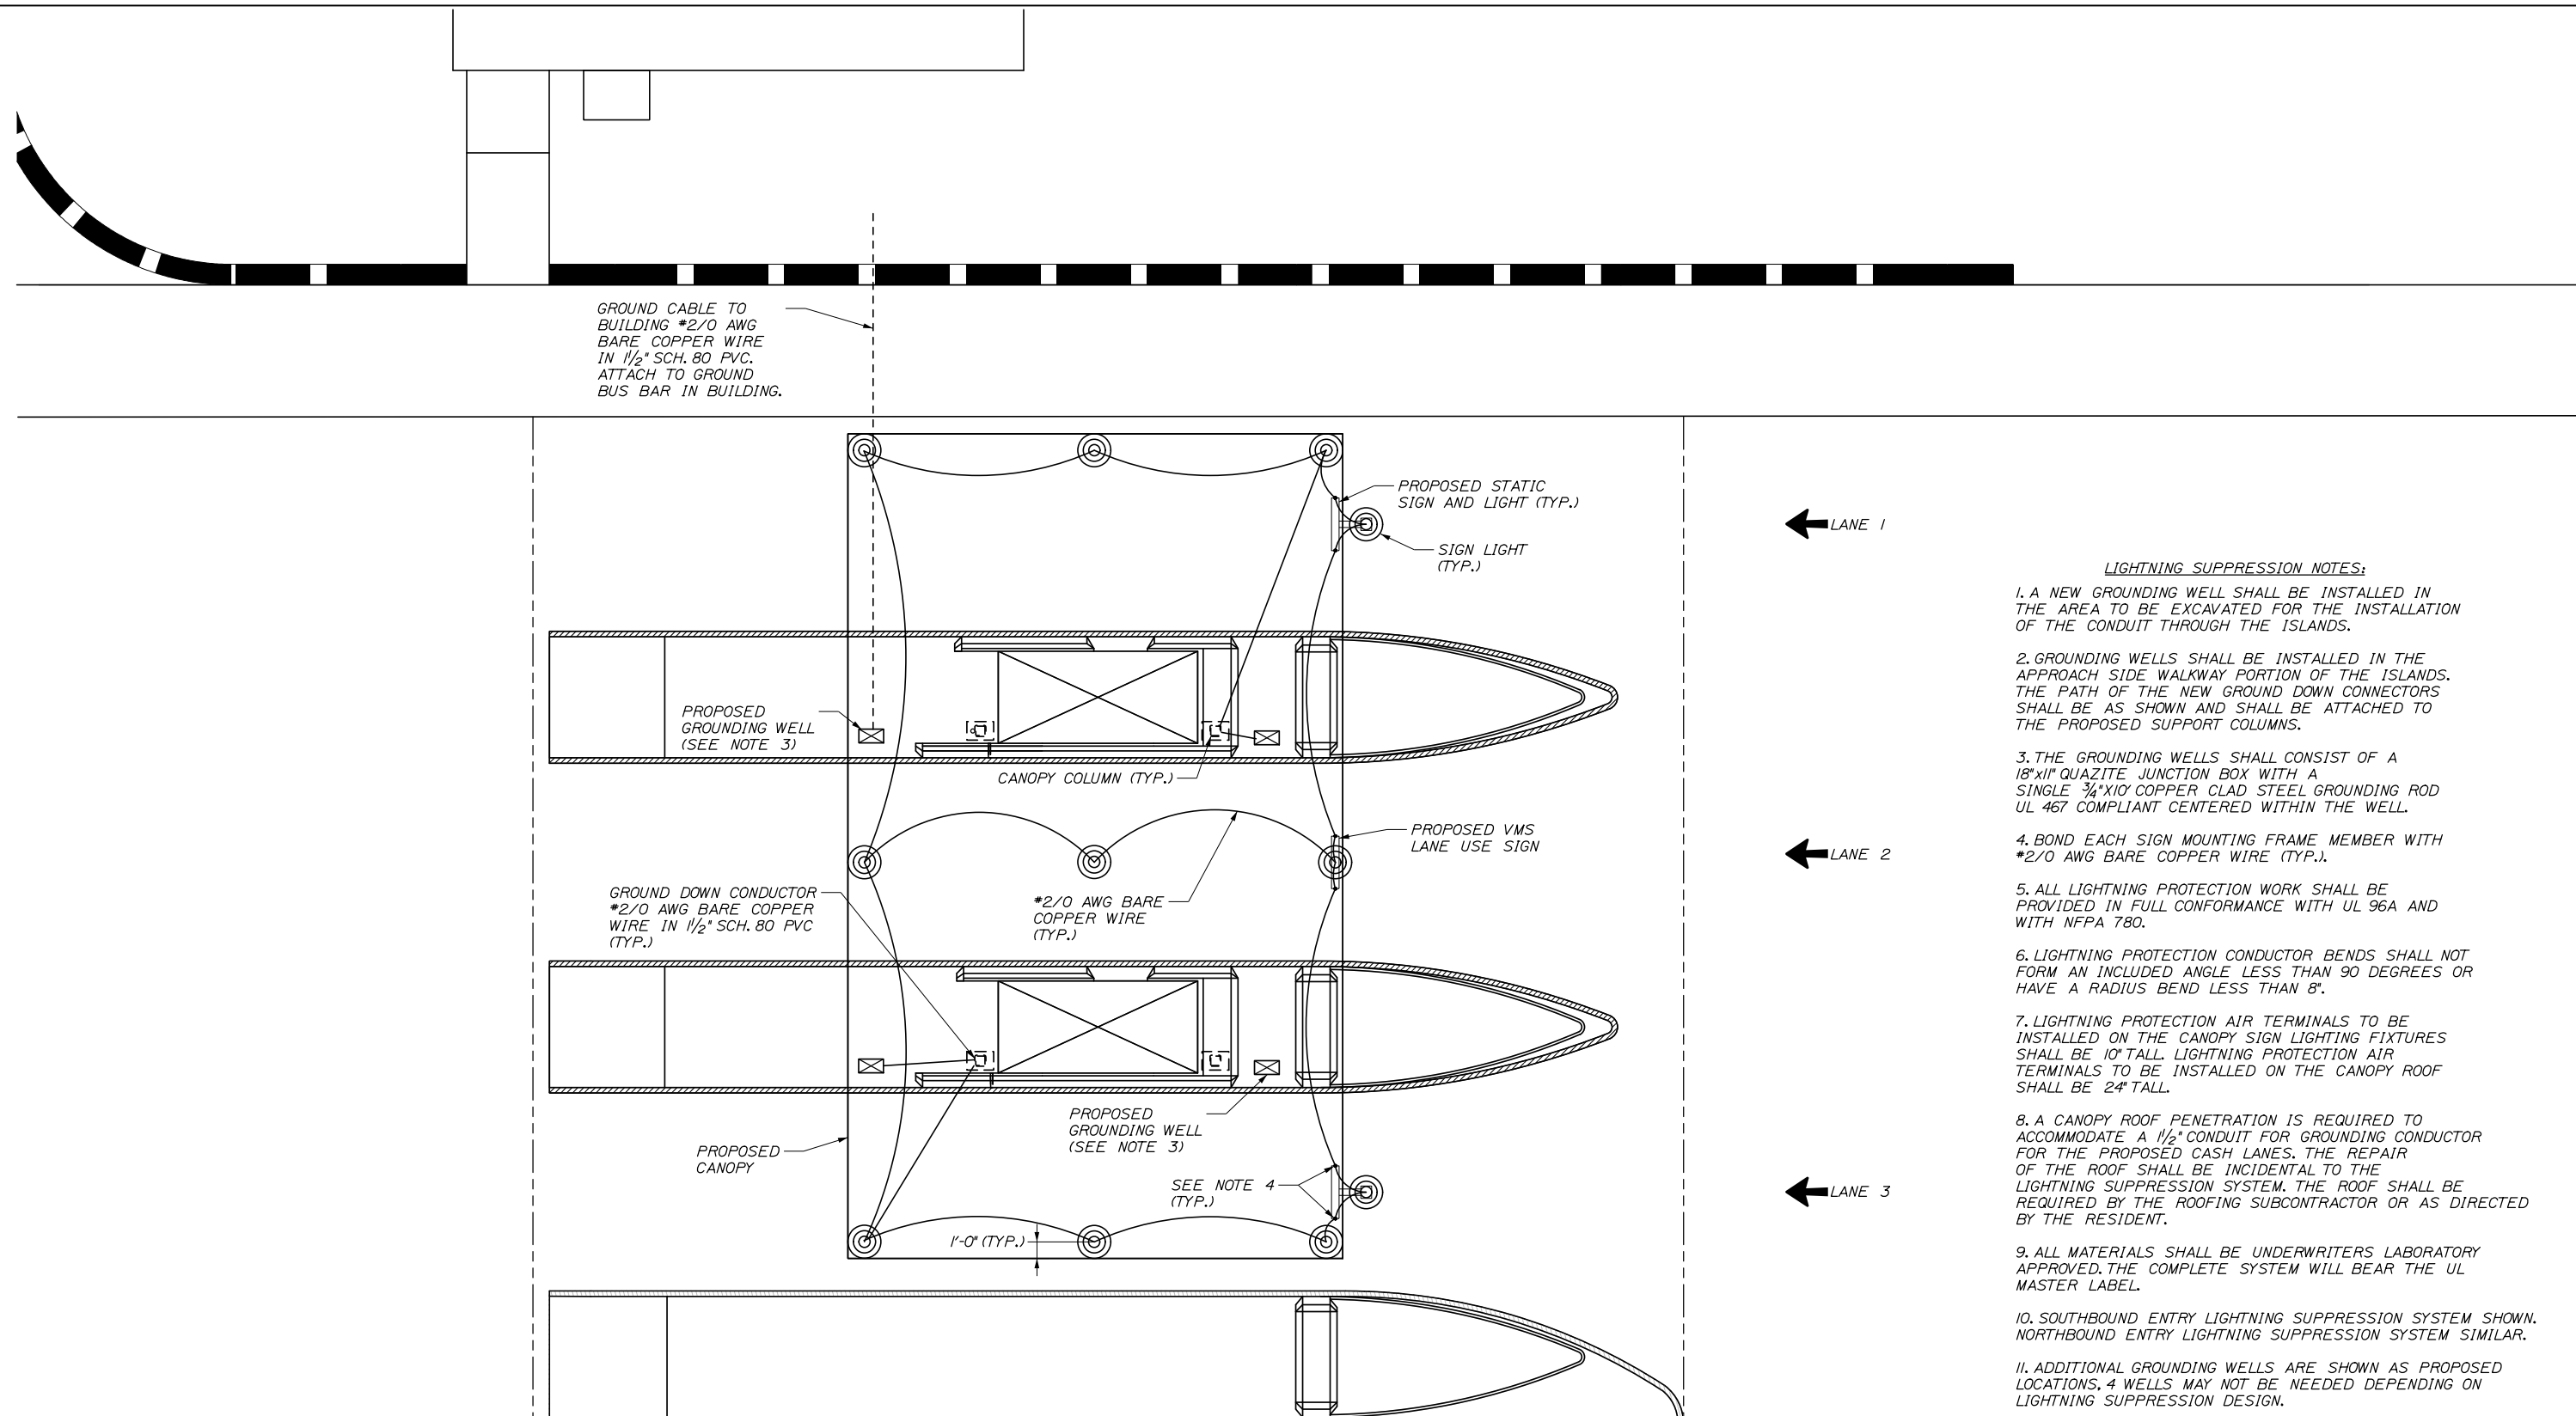 GROUND CABLE TO
BUILDING #2/0 AWG
BARE COPPER WIRE
IN 1 1/2" SCH. 80 PVC.
ATTACH TO GROUND
BUS BAR IN BUILDING.
PROPOSED STATIC
SIGN AND LIGHT (TYP.)
SIGN LIGHT
(TYP.)
LANE 1
PROPOSED
GROUNDING WELL
(SEE NOTE 3)
CANOPY COLUMN (TYP.)
PROPOSED VMS
LANE USE SIGN
LANE 2
GROUND DOWN CONDUCTOR
#2/0 AWG BARE COPPER
WIRE IN 1 1/2" SCH. 80 PVC
(TYP.)
#2/0 AWG BARE
COPPER WIRE
(TYP.)
PROPOSED
GROUNDING WELL
(SEE NOTE 3)
PROPOSED
CANOPY
SEE NOTE 4
(TYP.)
LANE 3
1'-0" (TYP.)
LIGHTNING SUPPRESSION NOTES:
1. A NEW GROUNDING WELL SHALL BE INSTALLED IN
THE AREA TO BE EXCAVATED FOR THE INSTALLATION
OF THE CONDUIT THROUGH THE ISLANDS.
2. GROUNDING WELLS SHALL BE INSTALLED IN THE
APPROACH SIDE WALKWAY PORTION OF THE ISLANDS.
THE PATH OF THE NEW GROUND DOWN CONNECTORS
SHALL BE AS SHOWN AND SHALL BE ATTACHED TO
THE PROPOSED SUPPORT COLUMNS.
3. THE GROUNDING WELLS SHALL CONSIST OF A
18"x11" QUAZITE JUNCTION BOX WITH A
SINGLE 3/4"X10' COPPER CLAD STEEL GROUNDING ROD
UL 467 COMPLIANT CENTERED WITHIN THE WELL.
4. BOND EACH SIGN MOUNTING FRAME MEMBER WITH
#2/0 AWG BARE COPPER WIRE (TYP.).
5. ALL LIGHTNING PROTECTION WORK SHALL BE
PROVIDED IN FULL CONFORMANCE WITH UL 96A AND
WITH NFPA 780.
6. LIGHTNING PROTECTION CONDUCTOR BENDS SHALL NOT
FORM AN INCLUDED ANGLE LESS THAN 90 DEGREES OR
HAVE A RADIUS BEND LESS THAN 8".
7. LIGHTNING PROTECTION AIR TERMINALS TO BE
INSTALLED ON THE CANOPY SIGN LIGHTING FIXTURES
SHALL BE 10" TALL. LIGHTNING PROTECTION AIR
TERMINALS TO BE INSTALLED ON THE CANOPY ROOF
SHALL BE 24" TALL.
8. A CANOPY ROOF PENETRATION IS REQUIRED TO
ACCOMMODATE A 1 1/2" CONDUIT FOR GROUNDING CONDUCTOR
FOR THE PROPOSED CASH LANES. THE REPAIR
OF THE ROOF SHALL BE INCIDENTAL TO THE
LIGHTNING SUPPRESSION SYSTEM. THE ROOF SHALL BE
REQUIRED BY THE ROOFING SUBCONTRACTOR OR AS DIRECTED
BY THE RESIDENT.
9. ALL MATERIALS SHALL BE UNDERWRITERS LABORATORY
APPROVED. THE COMPLETE SYSTEM WILL BEAR THE UL
MASTER LABEL.
10. SOUTHBOUND ENTRY LIGHTNING SUPPRESSION SYSTEM SHOWN.
NORTHBOUND ENTRY LIGHTNING SUPPRESSION SYSTEM SIMILAR.
11. ADDITIONAL GROUNDING WELLS ARE SHOWN AS PROPOSED
LOCATIONS, 4 WELLS MAY NOT BE NEEDED DEPENDING ON
LIGHTNING SUPPRESSION DESIGN.